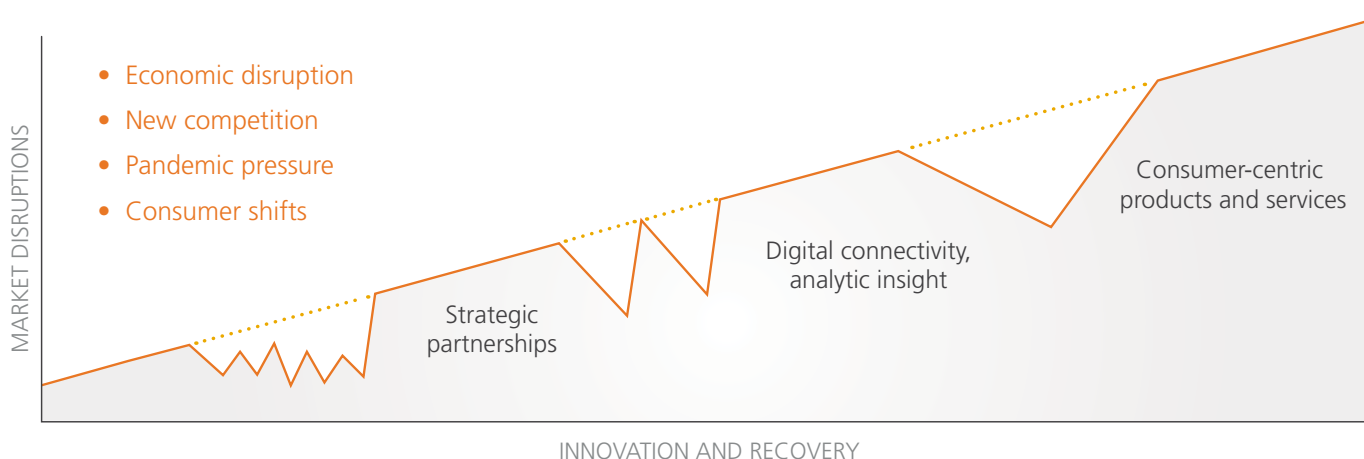 MARKET DISRUPTIONS
• Economic disruption
• New competition
• Pandemic pressure
• Consumer shifts
Strategic
partnerships
Digital connectivity,
analytic insight
Consumer-centric
products and services
INNOVATION AND RECOVERY